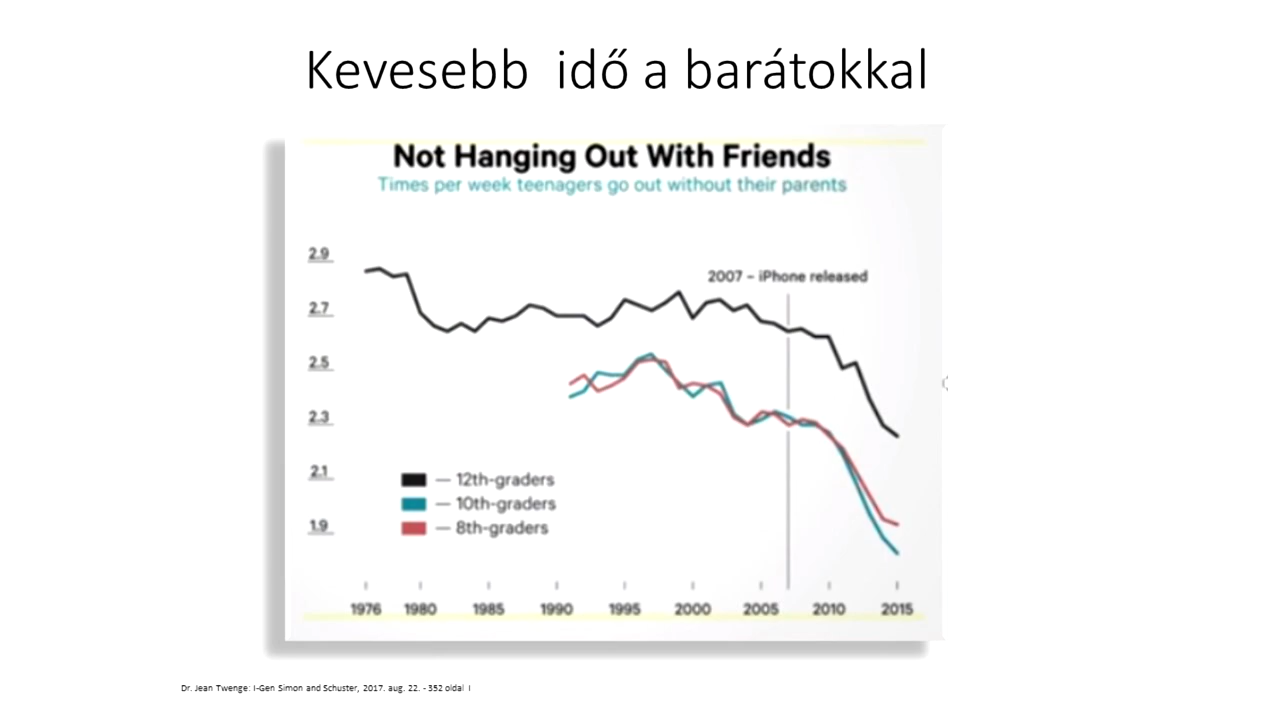 Kevesebb idő a barátokkal
Not Hanging Out With Friends
Times per week teenagers go out without their parents
2.9
2007 – iPhone released
2.7
2.5
2.3
2.1
1.9
— 12th-graders
— 10th-graders
— 8th-graders
1976 1980 1985 1990 1995 2000 2005 2010 2015
Dr. Jean Twenge: I-Gen Simon and Schuster, 2017. aug. 22. - 352 oldal I